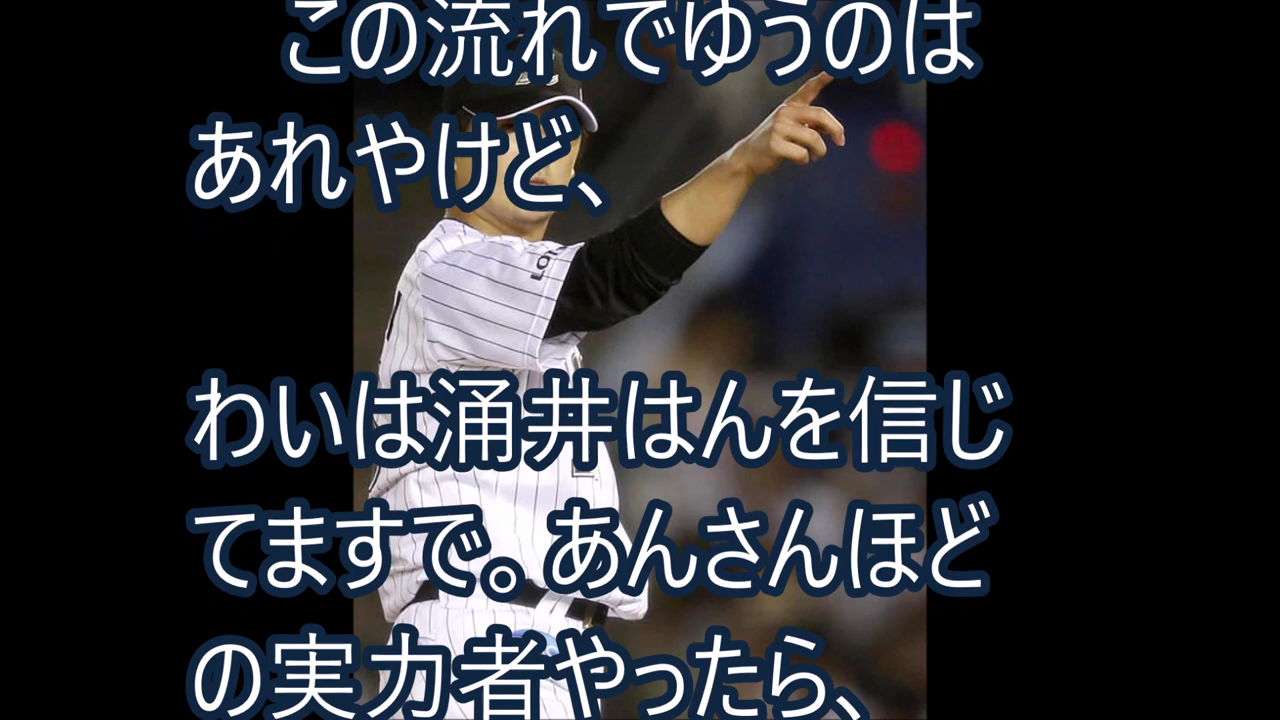 この流れでゆうのは
あれやけど、
わいは涌井はんを信じ
てますで。あんさんほど
の実力者やったら、